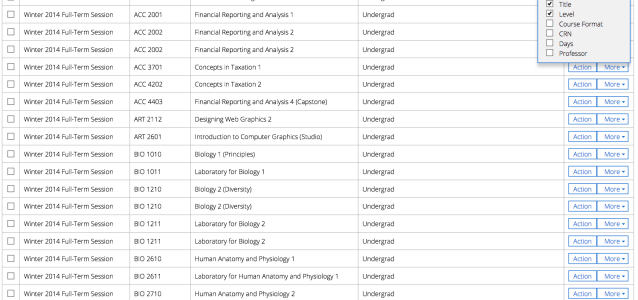 Title
Level
Winter 2014 Full-Term Session ACC 2001 Financial Reporting and Analysis 1 Undergrad
Course Format
Winter 2014 Full-Term Session ACC 2002 Financial Reporting and Analysis 2 Undergrad
CRN
Days
Winter 2014 Full-Term Session ACC 2002 Financial Reporting and Analysis 2 Undergrad
Professor
Winter 2014 Full-Term Session ACC 3701 Concepts in Taxation 1 Undergrad Action More
Winter 2014 Full-Term Session ACC 4202 Concepts in Taxation 2 Undergrad Action More
Winter 2014 Full-Term Session ACC 4403 Financial Reporting and Analysis 4 (Capstone) Undergrad Action More
Winter 2014 Full-Term Session ART 2112 Designing Web Graphics 2 Undergrad Action More
Winter 2014 Full-Term Session ART 2601 Introduction to Computer Graphics (Studio) Undergrad Action More
Winter 2014 Full-Term Session BIO 1010 Biology 1 (Principles) Undergrad Action More
Winter 2014 Full-Term Session BIO 1011 Laboratory for Biology 1 Undergrad Action More
Winter 2014 Full-Term Session BIO 1210 Biology 2 (Diversity) Undergrad Action More
Winter 2014 Full-Term Session BIO 1210 Biology 2 (Diversity) Undergrad Action More
Winter 2014 Full-Term Session BIO 1211 Laboratory for Biology 2 Undergrad Action More
Winter 2014 Full-Term Session BIO 1211 Laboratory for Biology 2 Undergrad Action More
Winter 2014 Full-Term Session BIO 2610 Human Anatomy and Physiology 1 Undergrad Action More
Winter 2014 Full-Term Session BIO 2611 Laboratory for Human Anatomy and Physiology 1 Undergrad Action More
Winter 2014 Full-Term Session BIO 2710 Human Anatomy and Physiology 2 Undergrad Action More